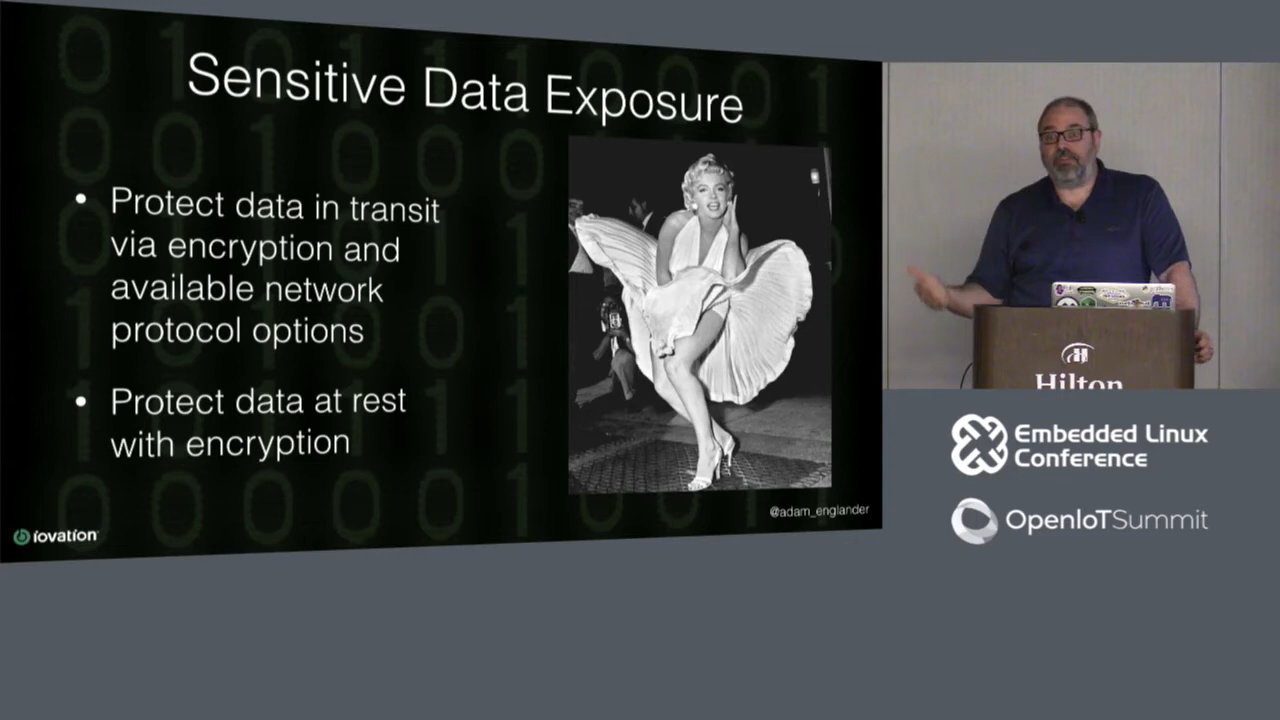 Sensitive Data Exposure
• Protect data in transit
via encryption and
available network
protocol options
• Protect data at rest
with encryption
@adam_englander
iovation
Hilton
Embedded Linux
Conference
OpenIoTSummit